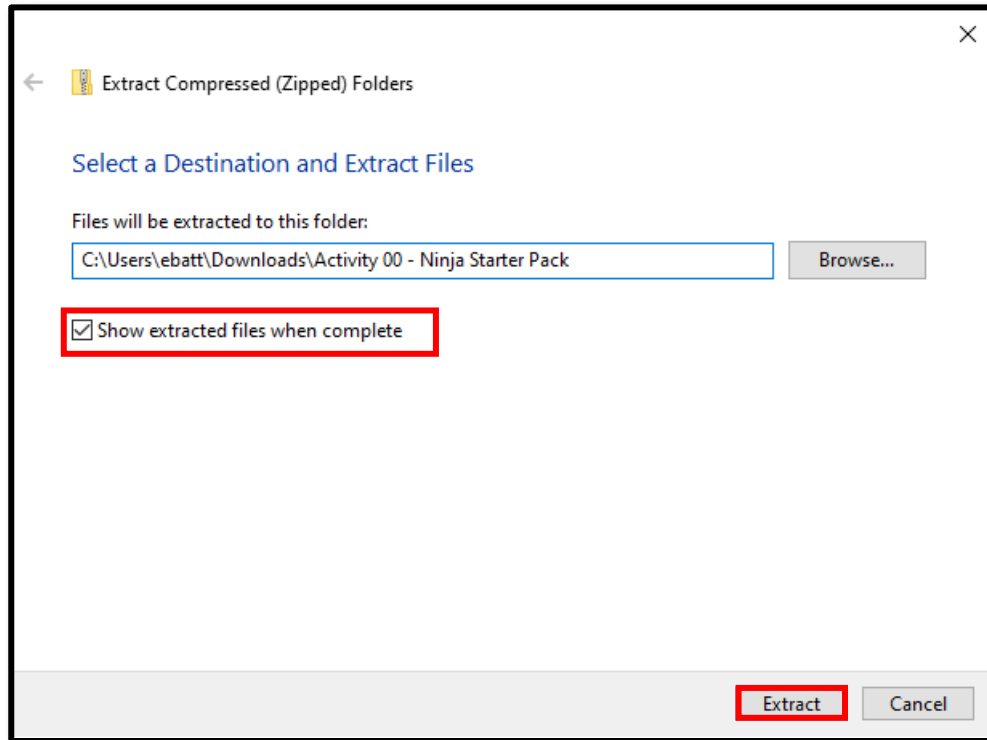 Extract Compressed (Zipped) Folders
Select a Destination and Extract Files
Files will be extracted to this folder:
C:\Users\ebatt\Downloads\Activity 00 - Ninja Starter Pack
Browse...
Show extracted files when complete
Extract
Cancel